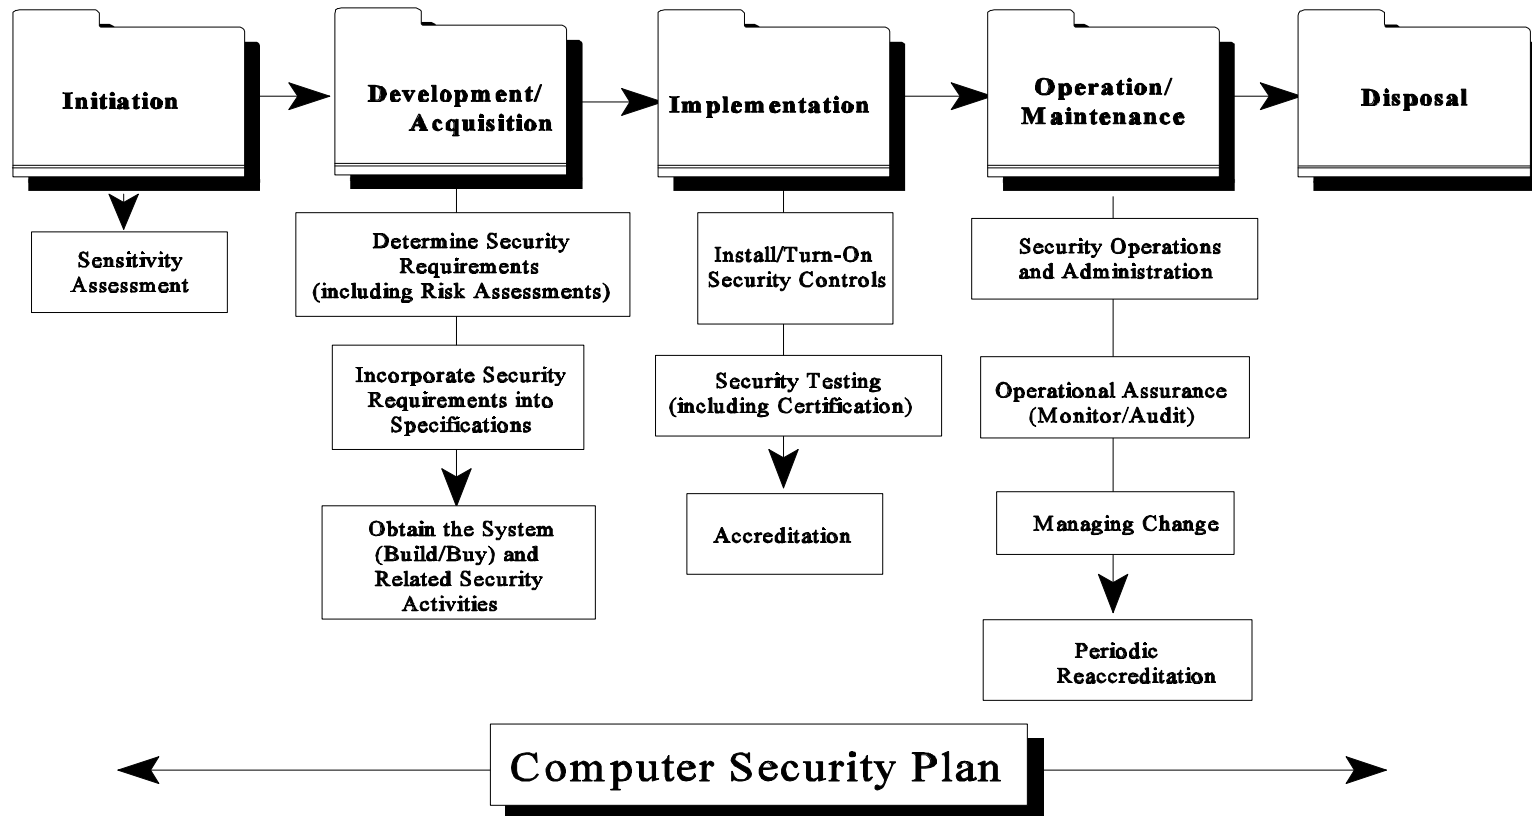 Initiation
Development/
Acquisition
Implementation
Operation/
Maintenance
Disposal
Sensitivity
Assessment
Determine Security
Requirements
(including Risk Assessments)
Incorporate Security
Requirements into
Specifications
Obtain the System
(Build/Buy) and
Related Security
Activities
Install/Turn-On
Security Controls
Security Testing
(including Certification)
Accreditation
Security Operations
and Administration
Operational Assurance
(Monitor/Audit)
Managing Change
Periodic
Reaccreditation
Computer Security Plan